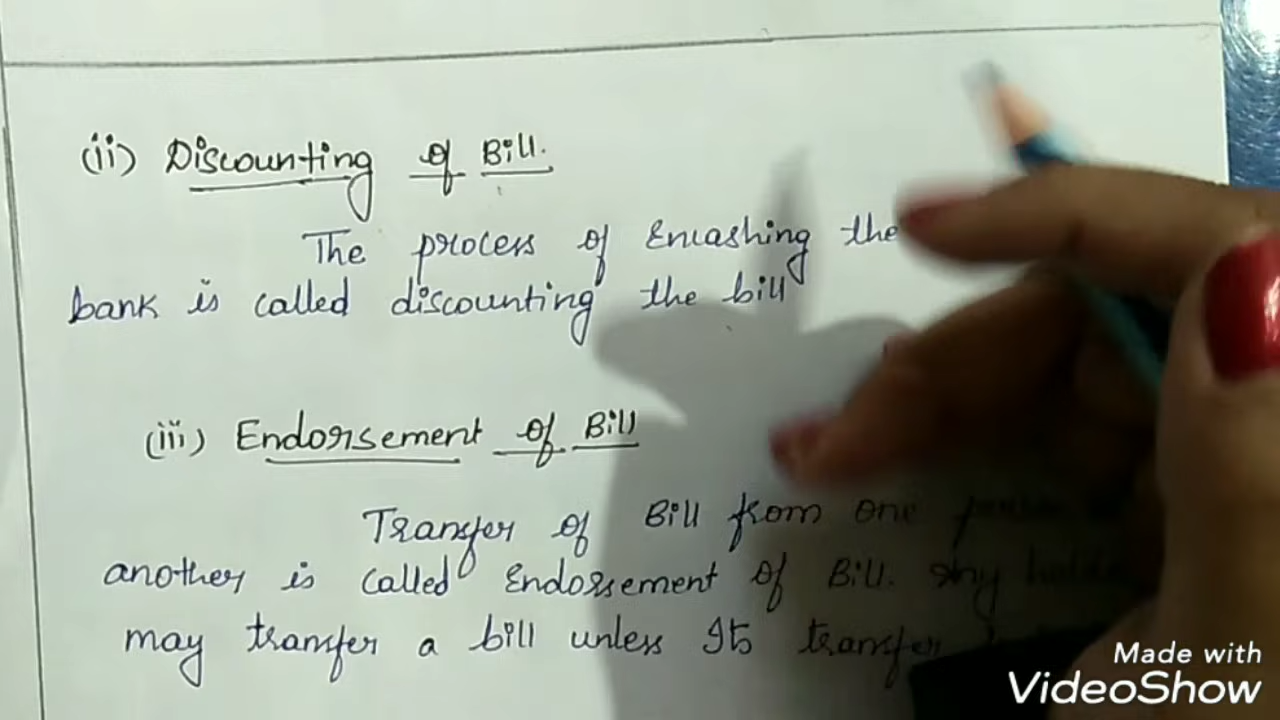 (ii) Discounting of Bill.
The process of Encashing the
bank is called discounting the bill
(iii) Endorsement of Bill
Transfer of Bill from one
another is called Endorsement of Bill. Any
may transfer a bill unless Its transfer
Made with
VideoShow